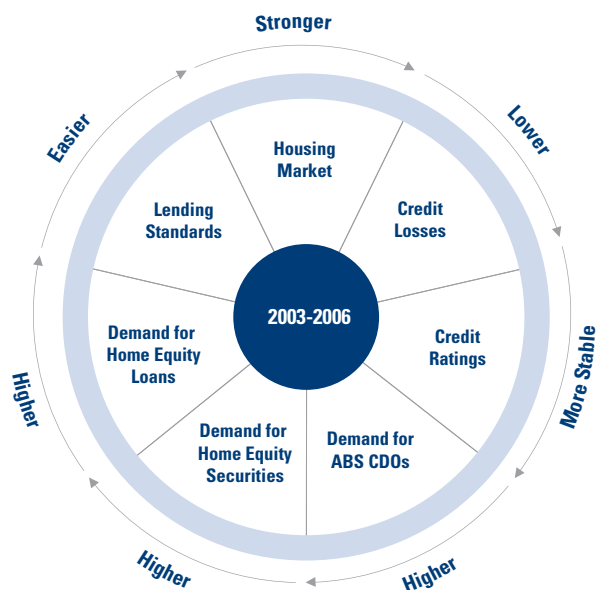 Stronger
Lower
More Stable
Higher
Higher
Higher
Easier
Housing
Market
Credit
Losses
Credit
Ratings
Demand for
ABS CDOs
Demand for
Home Equity
Securities
Demand for
Home Equity
Loans
Lending
Standards
2003-2006